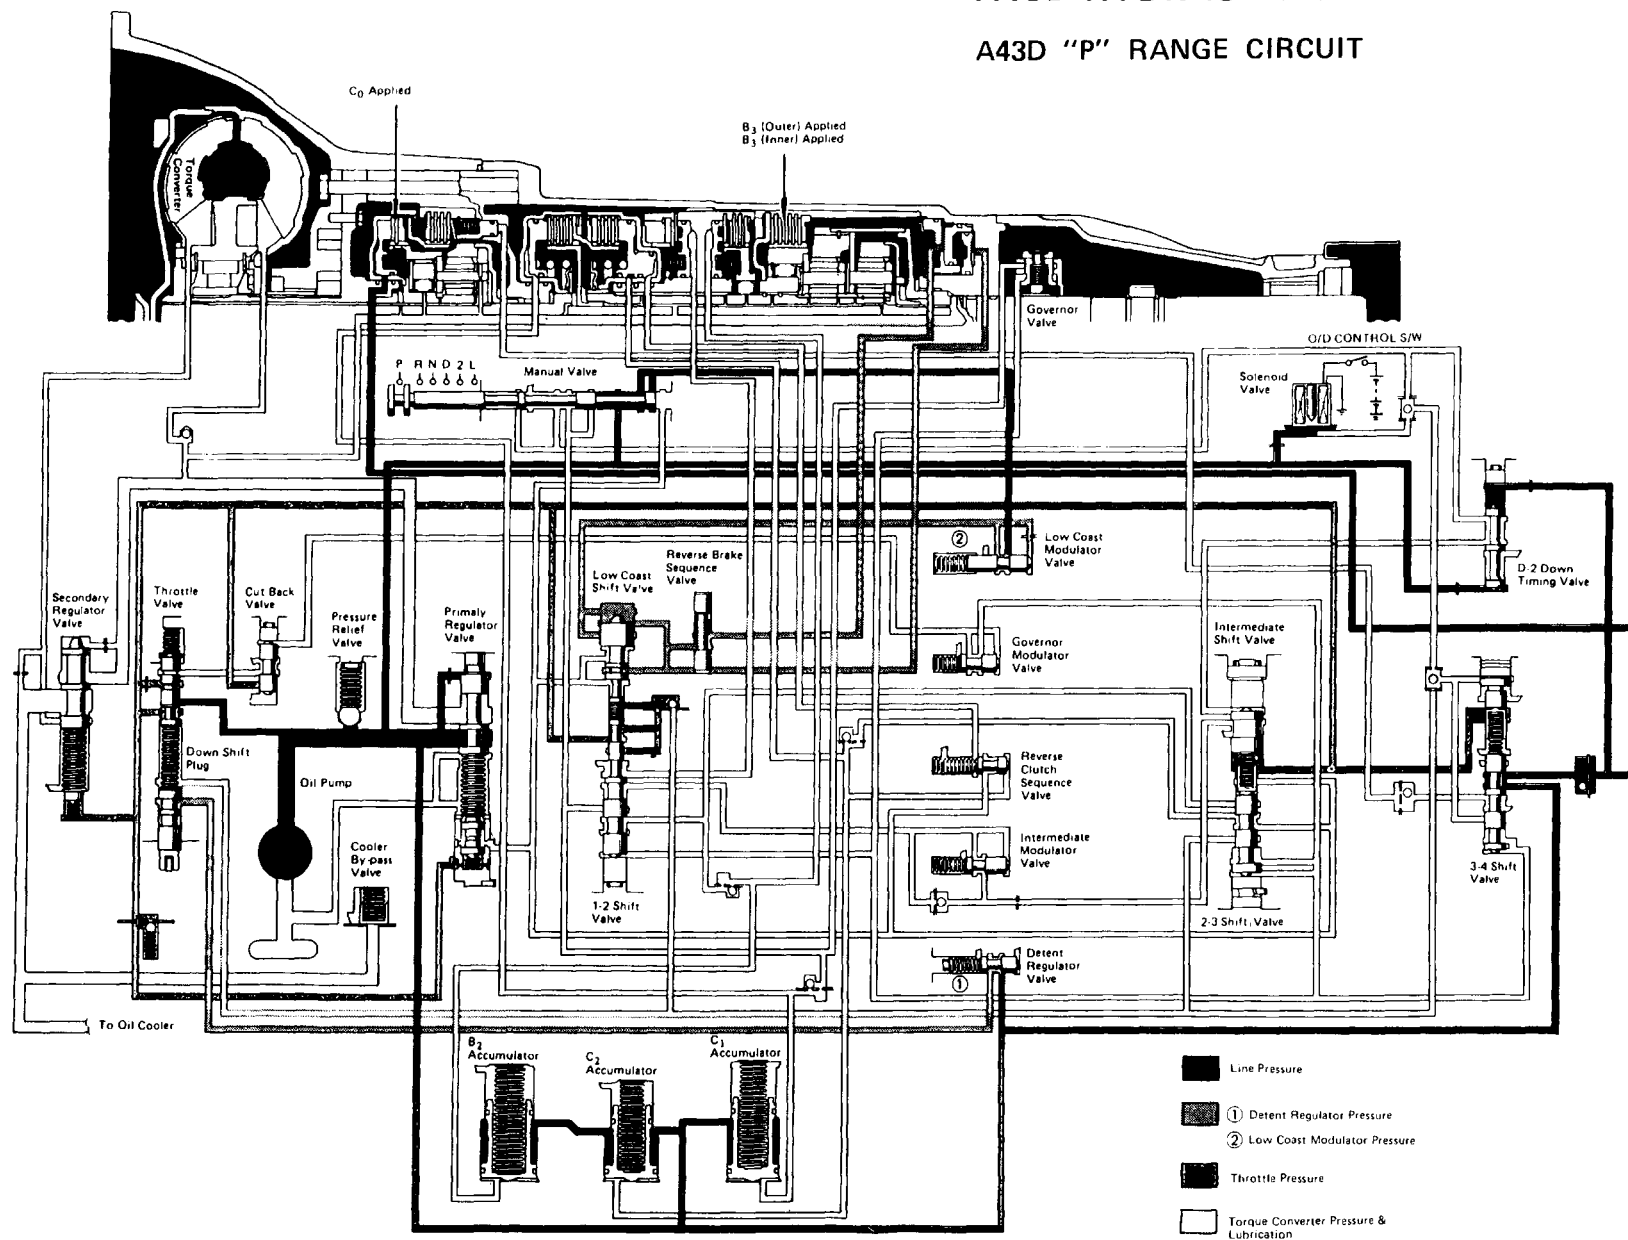 A43D "P" RANGE CIRCUIT
C0 Applied
B3 (Outer) Applied
B3 (Inner) Applied
Torque
Converter
Governor
Valve
O/D CONTROL S/W
P R N D 2 L
Manual Valve
Solenoid
Valve
D-2 Down
Timing Valve
②
Low Coast
Modulator
Valve
Reverse Brake
Sequence
Valve
Low Coast
Shift Valve
Secondary
Regulator
Valve
Throttle
Valve
Cut Back
Valve
Pressure
Relief
Valve
Primaly
Regulator
Valve
Governor
Modulator
Valve
Intermediate
Shift Valve
Down Shift
Plug
Oil Pump
Reverse
Clutch
Sequence
Valve
Cooler
By-pass
Valve
Intermediate
Modulator
Valve
1-2 Shift
Valve
2-3 Shift Valve
3-4 Shift
Valve
Detent
Regulator
Valve
①
To Oil Cooler
B2
Accumulator
C2
Accumulator
C1
Accumulator
Line Pressure
① Detent Regulator Pressure
② Low Coast Modulator Pressure
Throttle Pressure
Torque Converter Pressure &
Lubrication